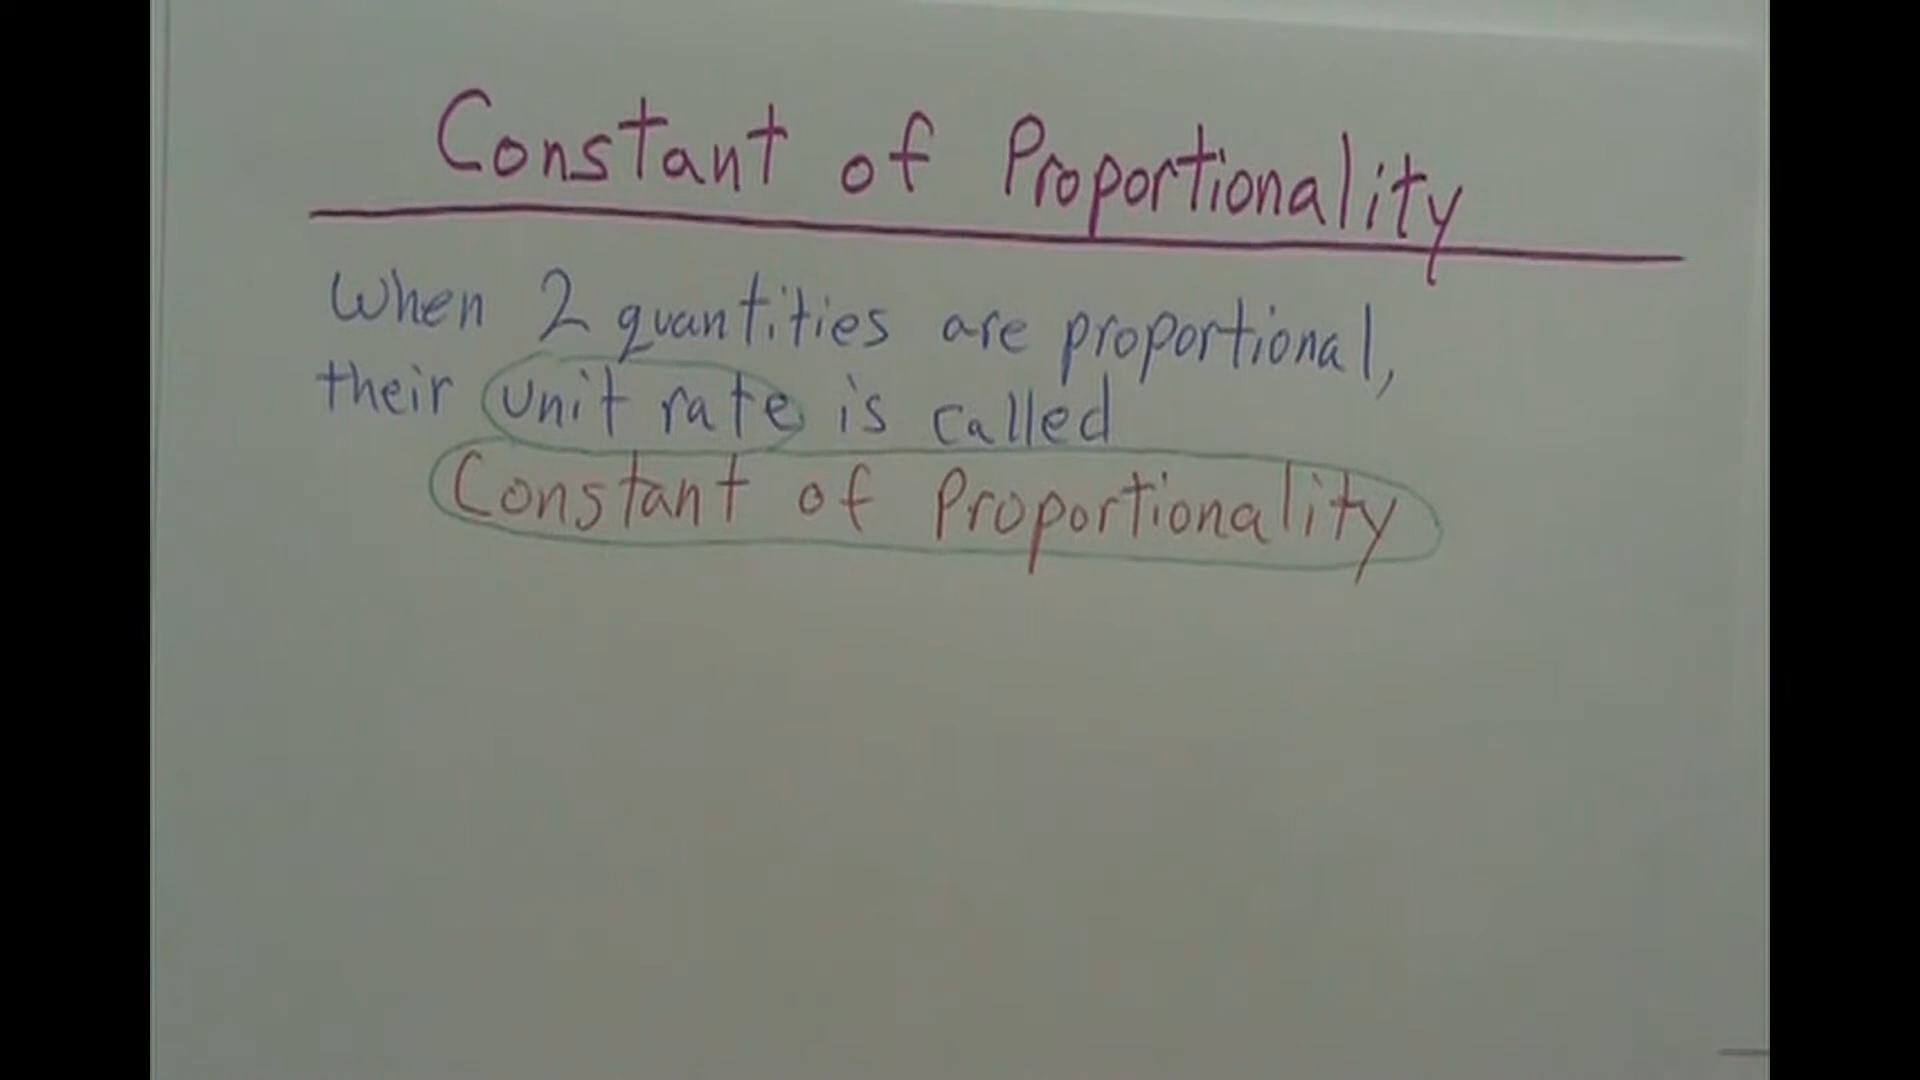 Constant of Proportionality
When 2 quantities are proportional,
their unit rate is called
Constant of Proportionality